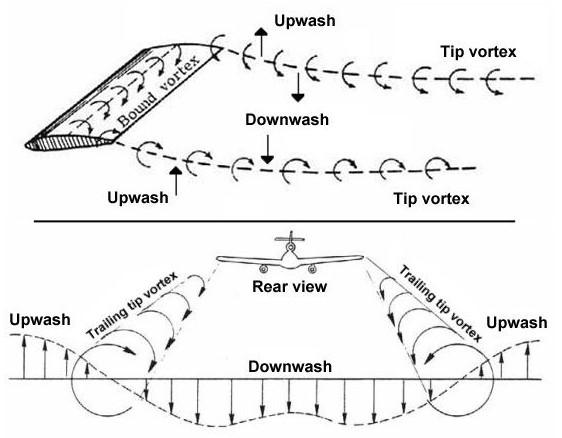 Upwash
Tip vortex
Bound vortex
Downwash
Upwash
Tip vortex
Rear view
Trailing tip vortex
Trailing tip vortex
Upwash
Upwash
Downwash